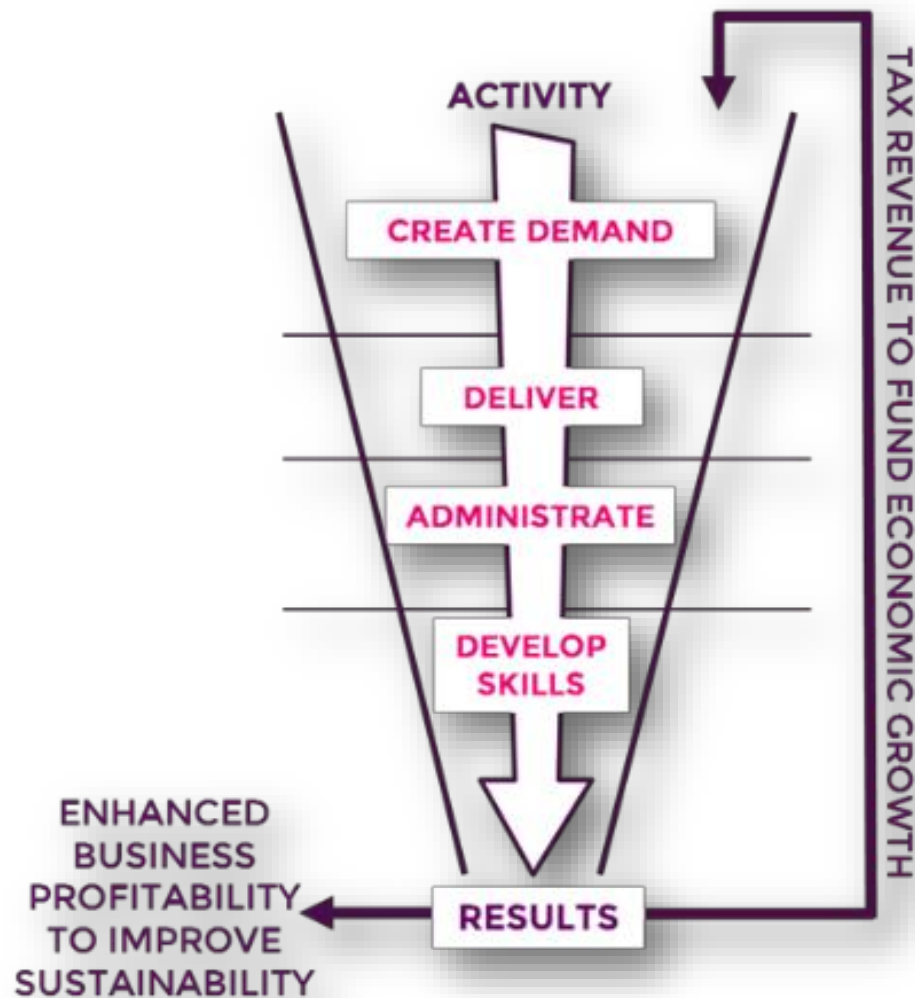 ACTIVITY
CREATE DEMAND
DELIVER
ADMINISTRATE
DEVELOP
SKILLS
RESULTS
ENHANCED
BUSINESS
PROFITABILITY
TO IMPROVE
SUSTAINABILITY
TAX REVENUE TO FUND ECONOMIC GROWTH